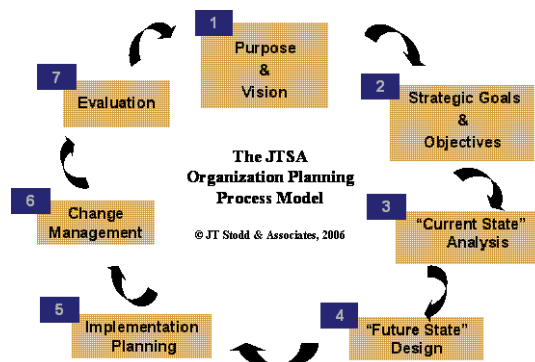 1
Purpose
&
Vision
2
Strategic Goals
&
Objectives
3
“Current State”
Analysis
4
“Future State”
Design
5
Implementation
Planning
6
Change
Management
7
Evaluation
The JTSA
Organization Planning
Process Model
© JT Stodd & Associates, 2006